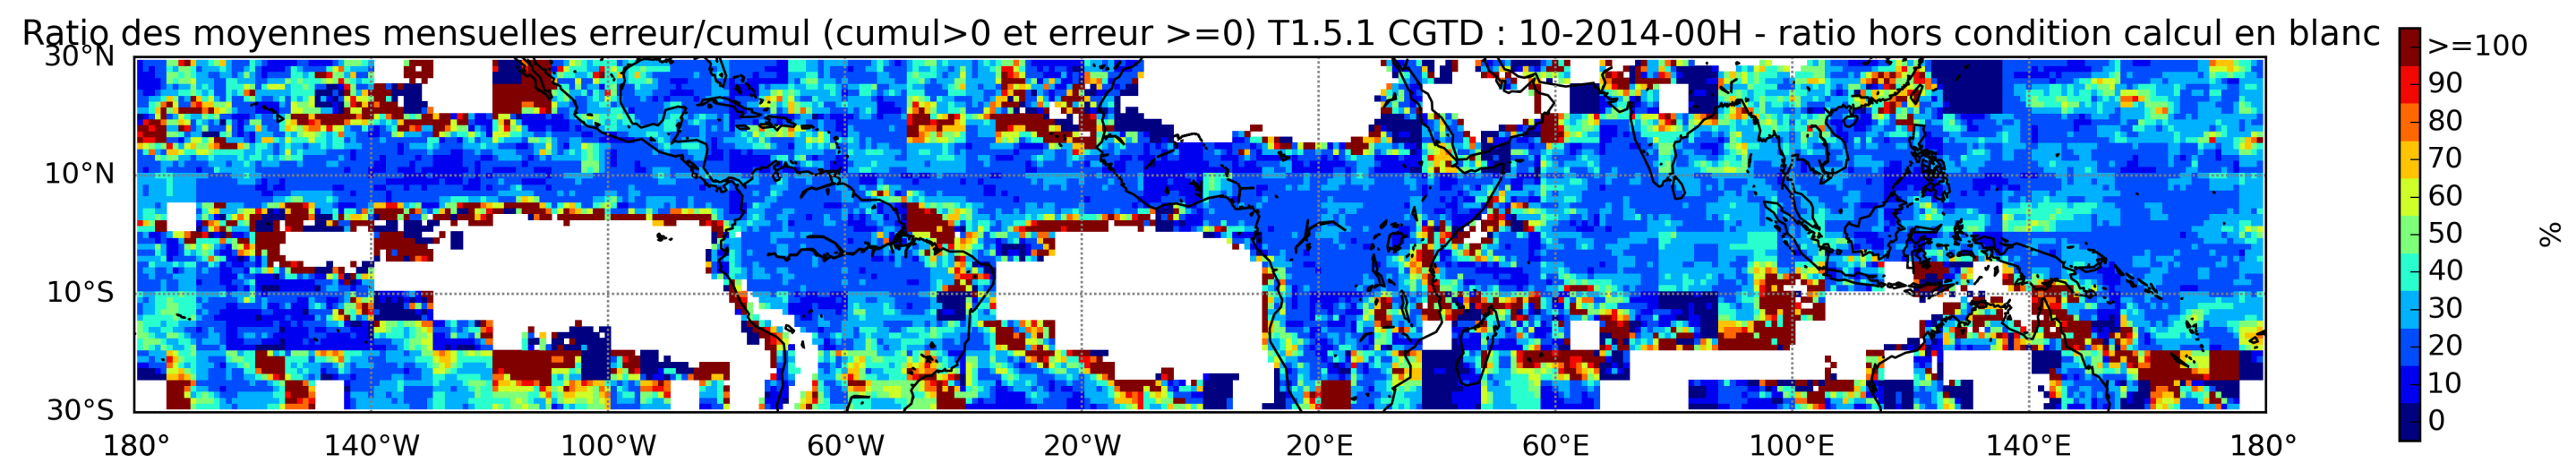 Ratio des moyennes mensuelles erreur/cumul (cumul>0 et erreur >=0) T1.5.1 CGTD : 10-2014-00H - ratio hors condition calcul en blanc
30°N
10°N
10°S
30°S
180° 140°W 100°W 60°W 20°W 20°E 60°E 100°E 140°E 180°
>=100
90
80
70
60
50
40
30
20
10
0
%